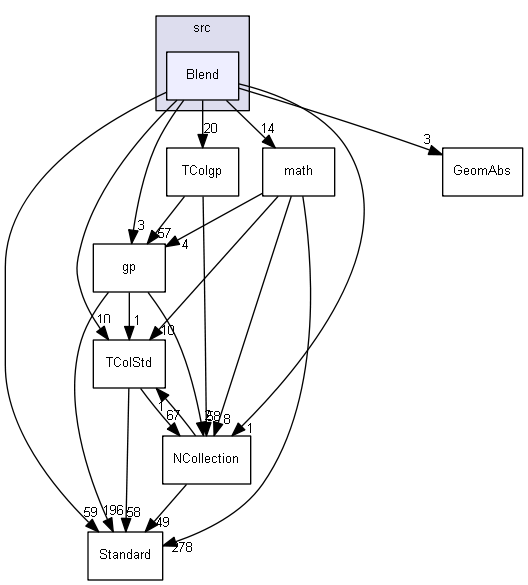 src
Blend
20
14
3
TColgp
math
GeomAbs
3
57
4
gp
10
1
10
TColStd
1
67
58
8
1
NCollection
59
196
58
49
278
Standard